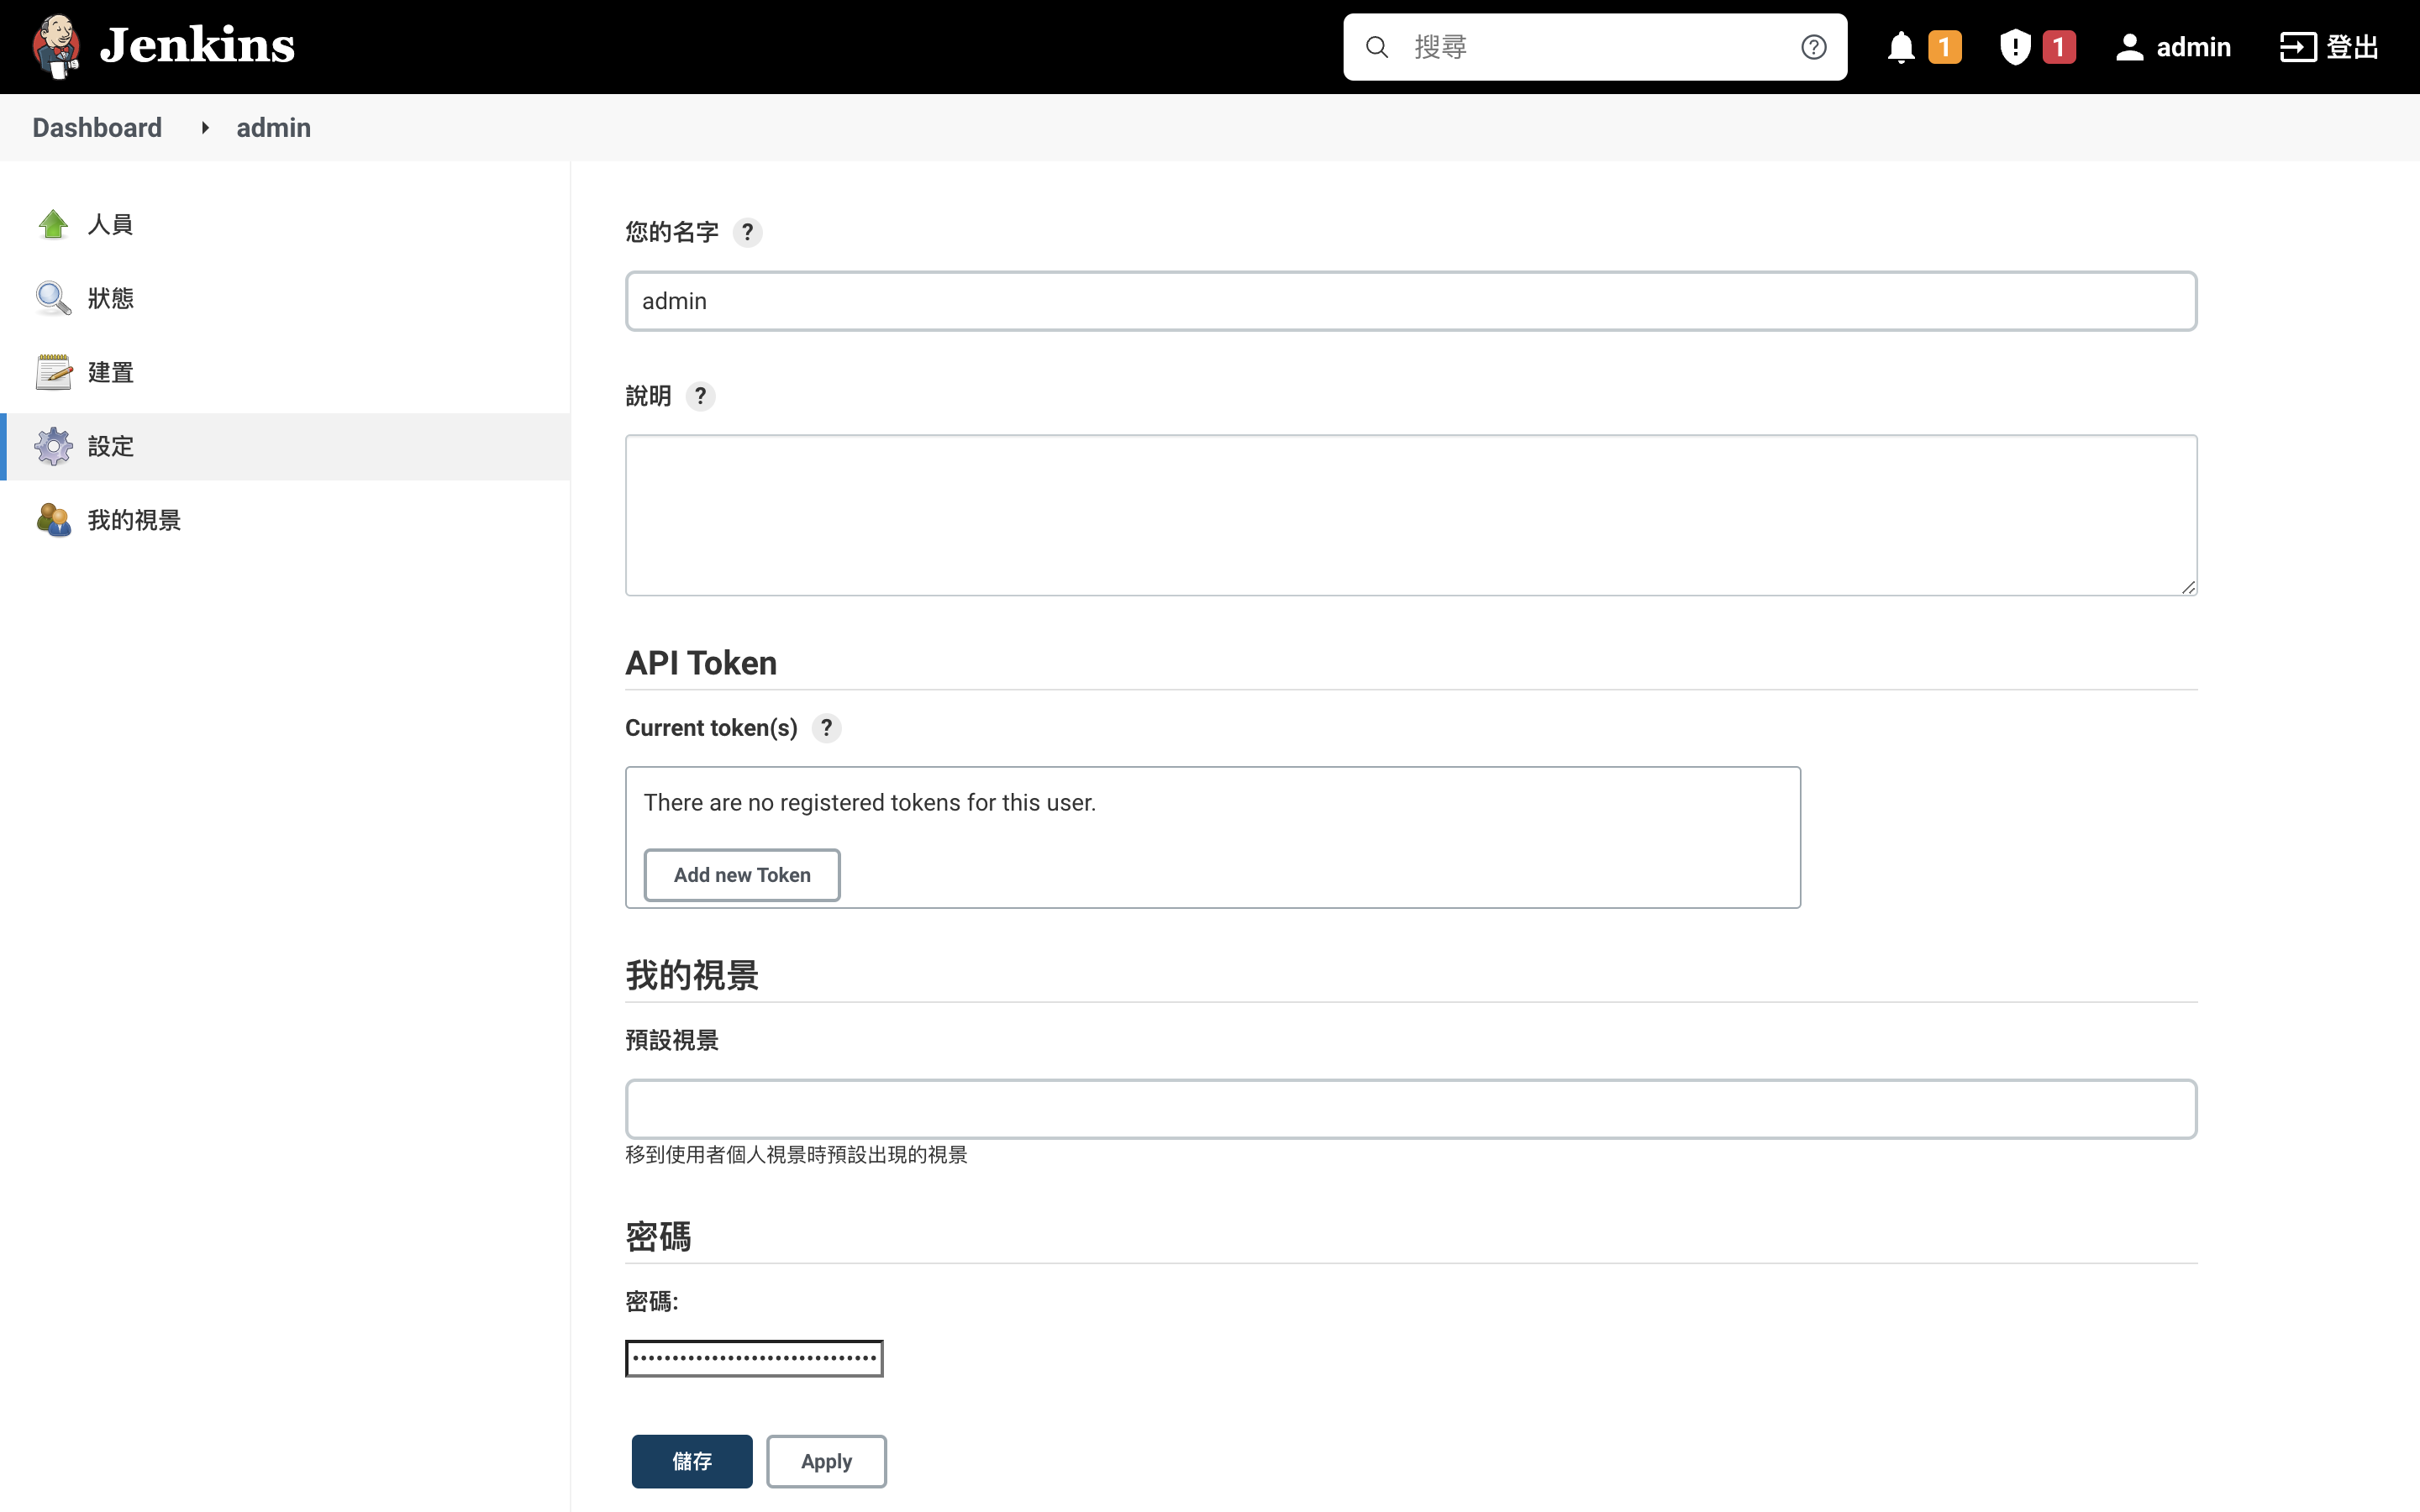 Jenkins
搜尋
1
1
admin
登出
Dashboard
admin
人員
狀態
建置
設定
我的視景
您的名字 ?
admin
說明 ?
API Token
Current token(s) ?
There are no registered tokens for this user.
Add new Token
我的視景
預設視景
移到使用者個人視景時預設出現的視景
密碼
密碼:
儲存
Apply